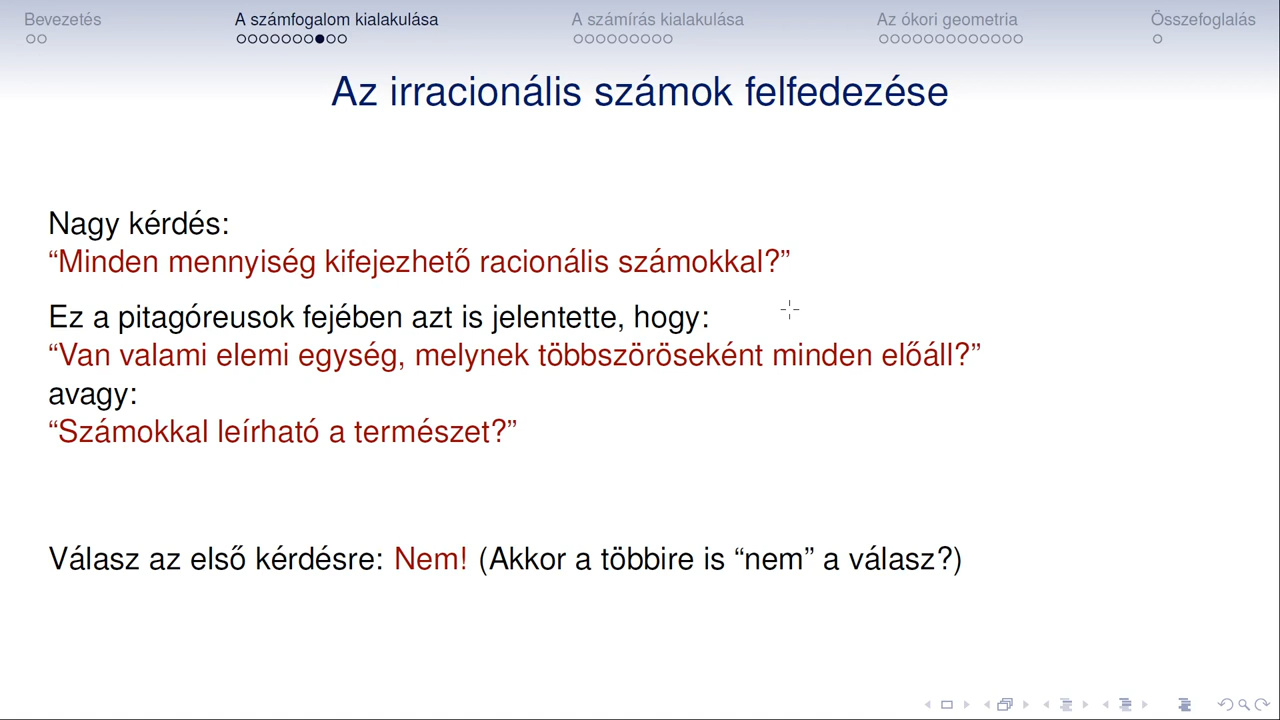 Bevezetés
A számfogalom kialakulása
A számírás kialakulása
Az ókori geometria
Összefoglalás
Az irracionális számok felfedezése
Nagy kérdés:
“Minden mennyiség kifejezhető racionális számokkal?”
Ez a pitagóreusok fejében azt is jelentette, hogy:
“Van valami elemi egység, melynek többszöröseként minden előáll?”
avagy:
“Számokkal leírható a természet?”
Válasz az első kérdésre: Nem! (Akkor a többire is “nem” a válasz?)